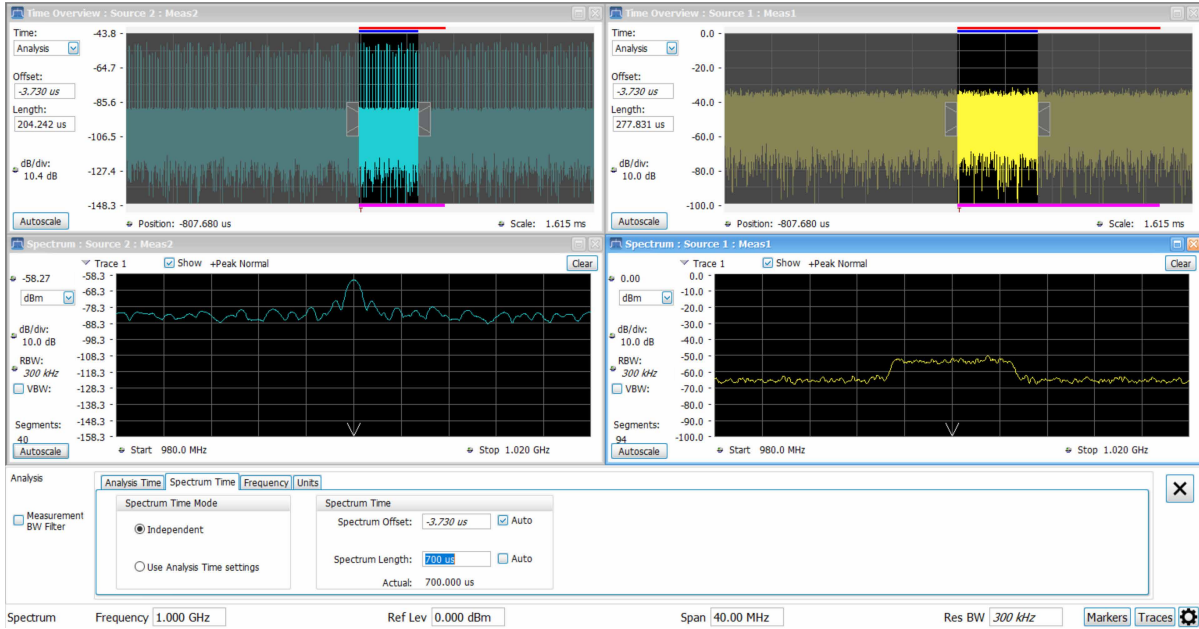 Time Overview : Source 2 : Meas2
Time:
Analysis
Offset:
-3.730 us
Length:
204.242 us
dB/div:
10.4 dB
Autoscale
-43.8
-64.7
-85.6
-106.5
-127.4
-148.3
Position: -807.680 us
Scale: 1.615 ms
Time Overview : Source 1 : Meas1
Time:
Analysis
Offset:
-3.730 us
Length:
277.831 us
dB/div:
10.0 dB
Autoscale
0.0
-20.0
-40.0
-60.0
-80.0
-100.0
T
T
Position: -807.680 us
Scale: 1.615 ms
Spectrum : Source 2 : Meas2
Trace 1 Show +Peak Normal Clear
-58.27
dBm
dB/div:
10.0 dB
RBW:
300 kHz
VBW:
Segments:
40
Autoscale
-58.3
-68.3
-78.3
-88.3
-98.3
-108.3
-118.3
-128.3
-138.3
-148.3
-158.3
Start 980.0 MHz
Stop 1.020 GHz
Spectrum : Source 1 : Meas1
Trace 1 Show +Peak Normal Clear
0.00
dBm
dB/div:
10.0 dB
RBW:
300 kHz
VBW:
Segments:
94
Autoscale
0.0
-10.0
-20.0
-30.0
-40.0
-50.0
-60.0
-70.0
-80.0
-90.0
-100.0
Start 980.0 MHz
Stop 1.020 GHz
Analysis
Measurement
BW Filter
Analysis Time Spectrum Time Frequency Units
Spectrum Time Mode
Independent
Use Analysis Time settings
Spectrum Time
Spectrum Offset: -3.730 us Auto
Spectrum Length: 700 us Auto
Actual: 700.000 us
Spectrum Frequency 1.000 GHz Ref Lev 0.000 dBm Span 40.00 MHz Res BW 300 kHz Markers Traces